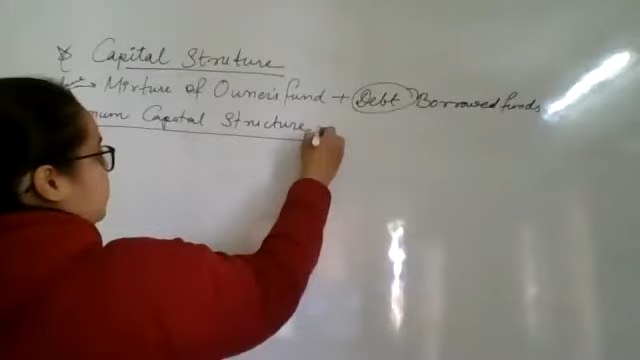 Capital Structure
→ Mixture of Owner's fund + Debt Borrowed funds
Capital Structure